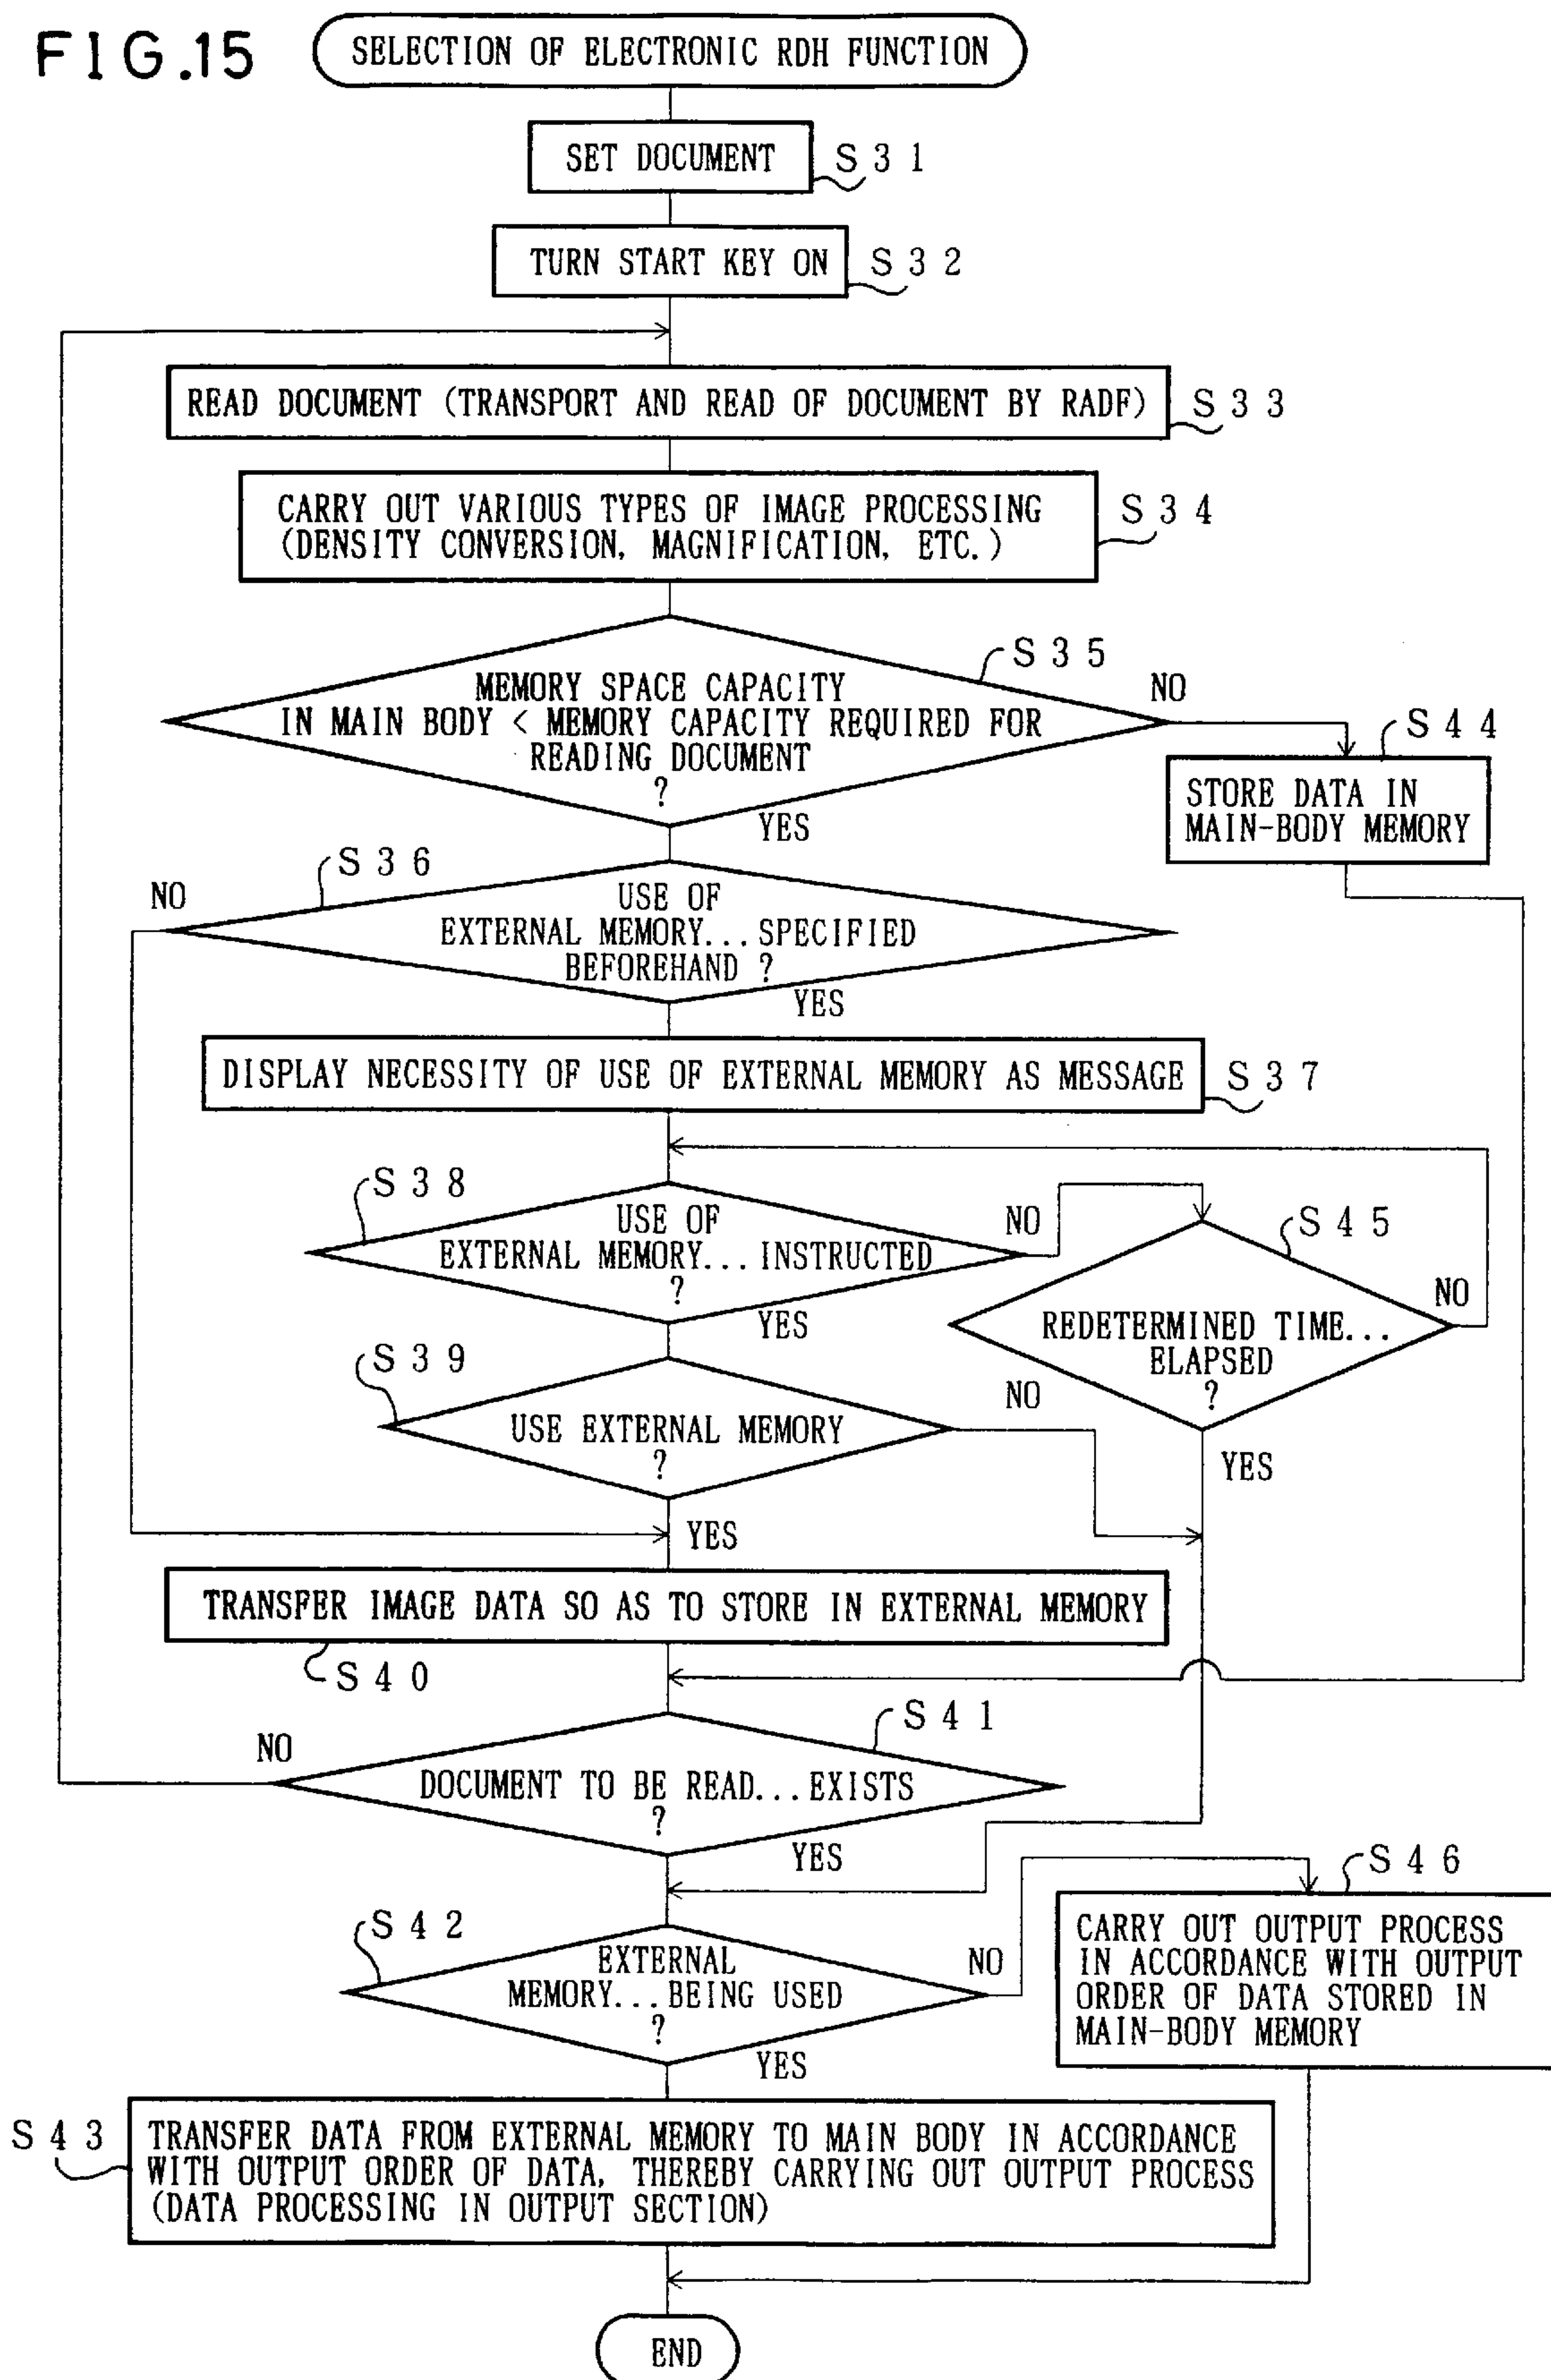 FIG.15
SELECTION OF ELECTRONIC RDH FUNCTION
SET DOCUMENT
S31
TURN START KEY ON
S32
READ DOCUMENT (TRANSPORT AND READ OF DOCUMENT BY RADF)
S33
CARRY OUT VARIOUS TYPES OF IMAGE PROCESSING
(DENSITY CONVERSION, MAGNIFICATION, ETC.)
S34
S35
MEMORY SPACE CAPACITY
IN MAIN BODY < MEMORY CAPACITY REQUIRED FOR
READING DOCUMENT
?
NO
YES
S44
STORE DATA IN
MAIN-BODY MEMORY
S36
NO
USE OF
EXTERNAL MEMORY...SPECIFIED
BEFOREHAND ?
YES
DISPLAY NECESSITY OF USE OF EXTERNAL MEMORY AS MESSAGE
S37
S38
USE OF
EXTERNAL MEMORY...INSTRUCTED
?
NO
YES
S45
REDETERMINED TIME...
ELAPSED
?
NO
YES
S39
USE EXTERNAL MEMORY
?
NO
YES
TRANSFER IMAGE DATA SO AS TO STORE IN EXTERNAL MEMORY
S40
S41
NO
DOCUMENT TO BE READ...EXISTS
?
YES
S42
EXTERNAL
MEMORY...BEING USED
?
NO
YES
S46
CARRY OUT OUTPUT PROCESS
IN ACCORDANCE WITH OUTPUT
ORDER OF DATA STORED IN
MAIN-BODY MEMORY
S43
TRANSFER DATA FROM EXTERNAL MEMORY TO MAIN BODY IN ACCORDANCE
WITH OUTPUT ORDER OF DATA, THEREBY CARRYING OUT OUTPUT PROCESS
(DATA PROCESSING IN OUTPUT SECTION)
END